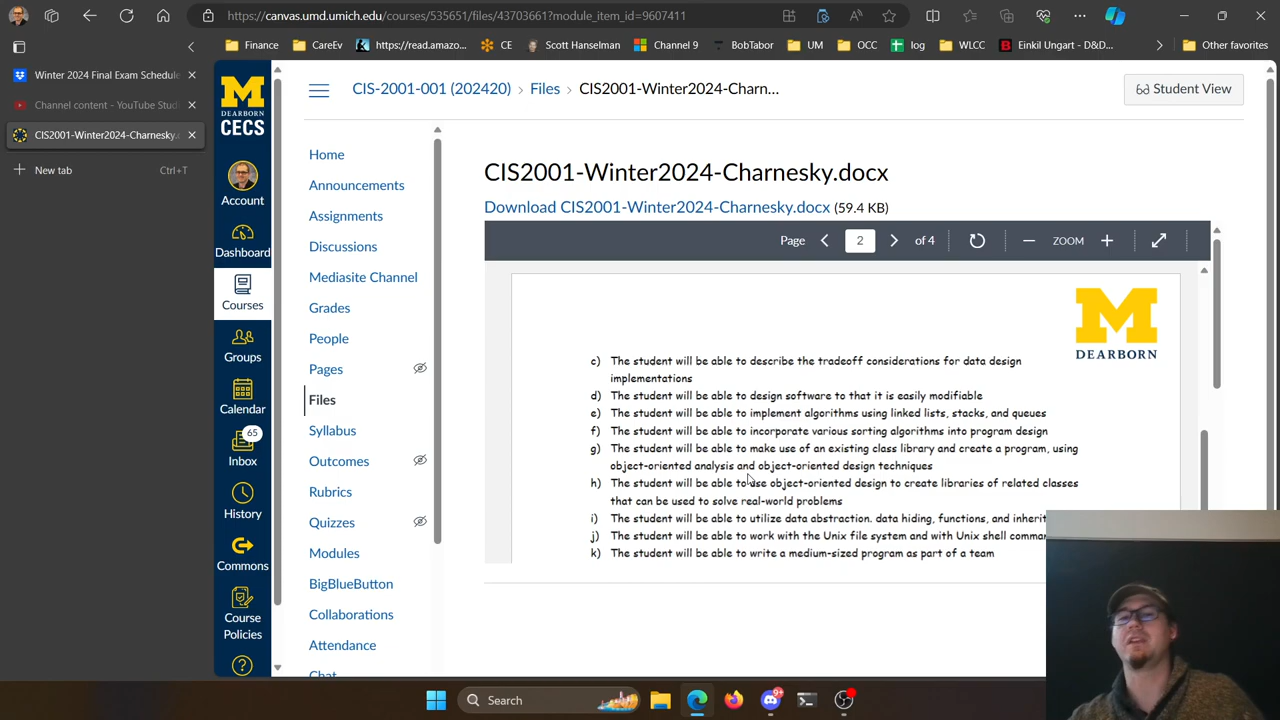 https://canvas.umd.umich.edu/courses/535651/files/43703661?module_item_id=9607411
Finance
CareEv
https://read.amazo...
CE
Scott Hanselman
Channel 9
BobTabor
UM
OCC
log
WLCC
Einkil Ungart - D&D...
Other favorites
Winter 2024 Final Exam Schedule
Channel content - YouTube Stud
CIS2001-Winter2024-Charnesky.
New tab
Ctrl+T
M
DEARBORN
CECS
Account
Dashboard
Courses
Groups
Calendar
65
Inbox
History
Commons
Course
Policies
CIS-2001-001 (202420) › Files › CIS2001-Winter2024-Charn...
Student View
Home
Announcements
Assignments
Discussions
Mediasite Channel
Grades
People
Pages
Files
Syllabus
Outcomes
Rubrics
Quizzes
Modules
BigBlueButton
Collaborations
Attendance
Chat
CIS2001-Winter2024-Charnesky.docx
Download CIS2001-Winter2024-Charnesky.docx (59.4 KB)
Page 2 of 4 ZOOM
M
DEARBORN
c) The student will be able to describe the tradeoff considerations for data design
implementations
d) The student will be able to design software to that it is easily modifiable
e) The student will be able to implement algorithms using linked lists, stacks, and queues
f) The student will be able to incorporate various sorting algorithms into program design
g) The student will be able to make use of an existing class library and create a program, using
object-oriented analysis and object-oriented design techniques
h) The student will be able to use object-oriented design to create libraries of related classes
that can be used to solve real-world problems
i) The student will be able to utilize data abstraction. data hiding, functions, and inherit
j) The student will be able to work with the Unix file system and with Unix shell comma
k) The student will be able to write a medium-sized program as part of a team
Search
9+